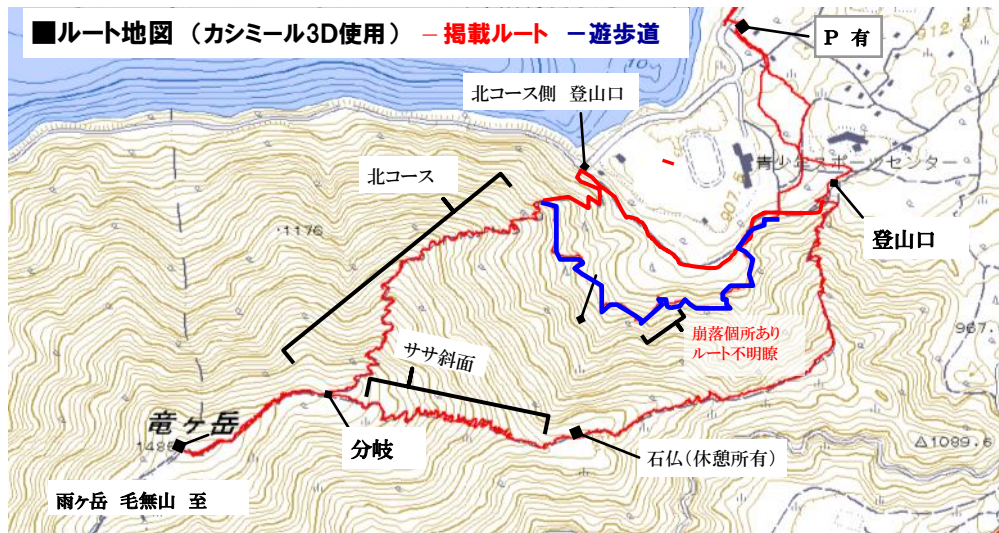 ■ルート地図 （カシミール3D使用） －掲載ルート －遊歩道
P 有
912.
北コース側 登山口
青少年スポーツセンター
907.5
北コース
登山口
・1176
崩落個所あり
ルート不明瞭
967.
ササ斜面
竜ヶ岳
148
分岐
△1089.6
石仏（休憩所有）
雨ヶ岳 毛無山 至